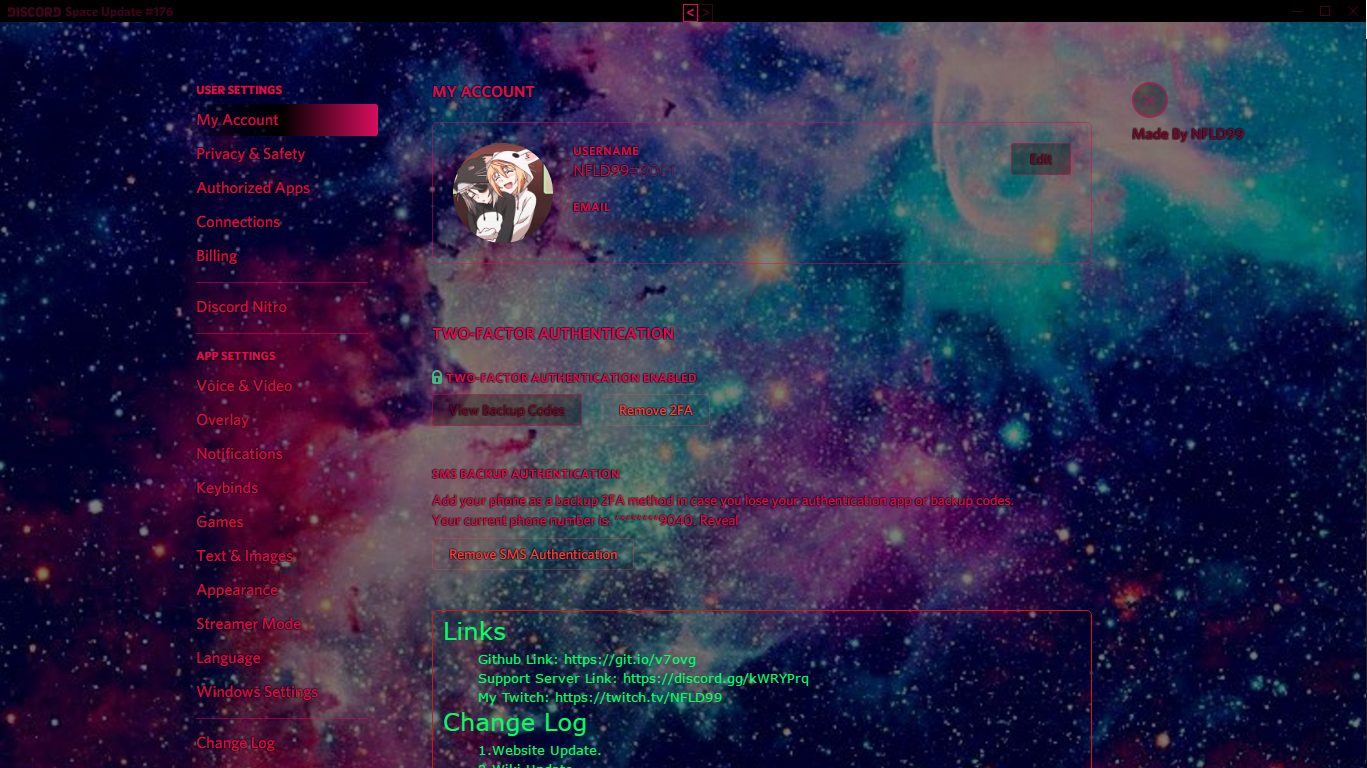 DISCORD Space Update #176
< >
USER SETTINGS
My Account
Privacy & Safety
Authorized Apps
Connections
Billing
Discord Nitro
APP SETTINGS
Voice & Video
Overlay
Notifications
Keybinds
Games
Text & Images
Appearance
Streamer Mode
Language
Windows Settings
Change Log
MY ACCOUNT
USERNAME
EMAIL
Edit
Made By NFLD99
TWO-FACTOR AUTHENTICATION
TWO-FACTOR AUTHENTICATION ENABLED
View Backup Codes
Remove 2FA
SMS BACKUP AUTHENTICATION
Add your phone as a backup 2FA method in case you lose your authentication app or backup codes.
Your current phone number is: ********9040. Reveal
Remove SMS Authentication
Links
Github Link: https://git.io/v7ovg
Support Server Link: https://discord.gg/kWRYPrq
My Twitch: https://twitch.tv/NFLD99
Change Log
1.Website Update.
2.Wiki Update.